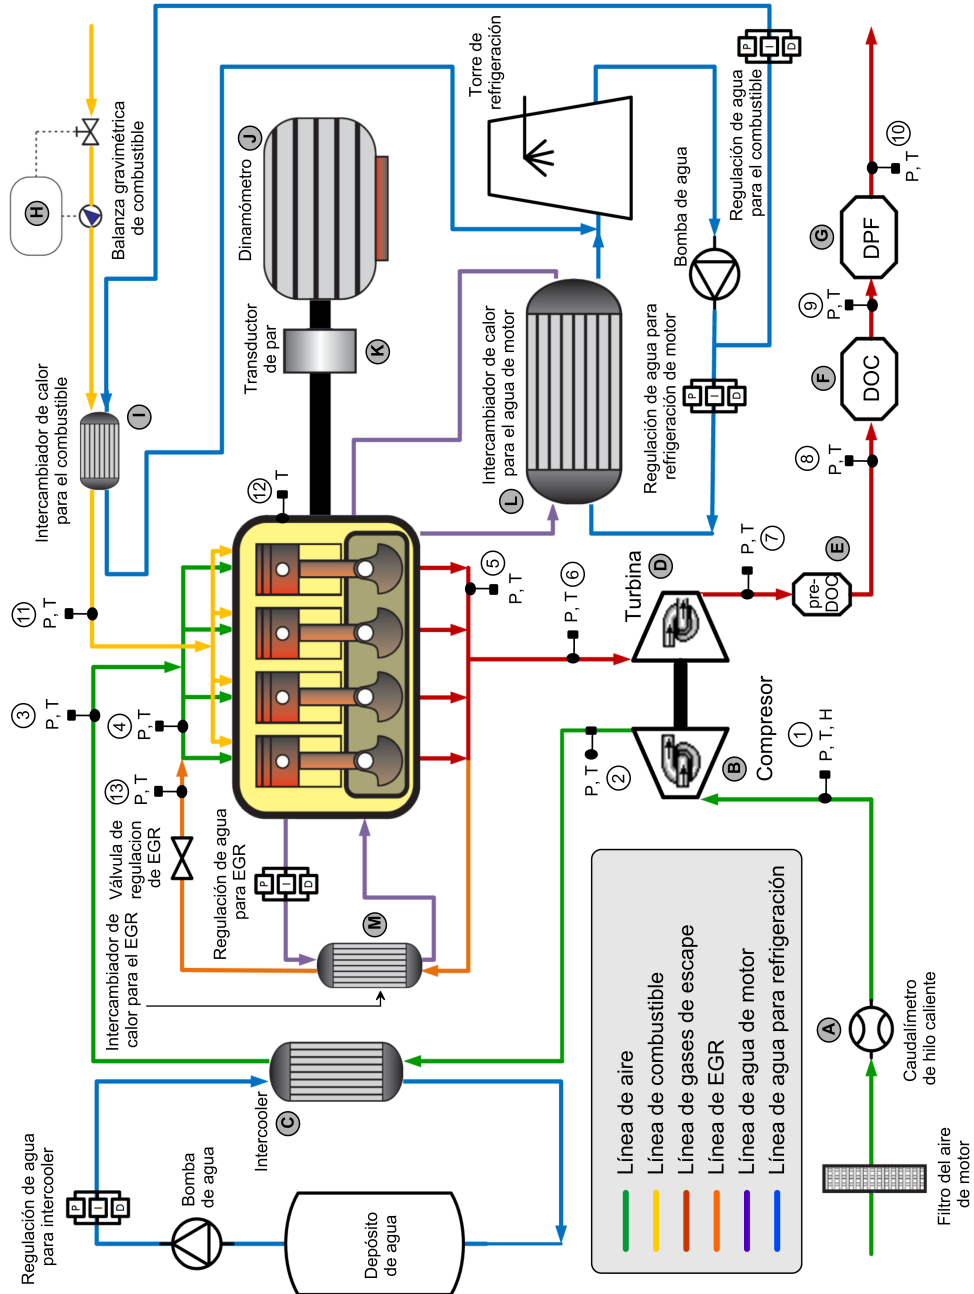 Regulación de agua
para intercooler
P
I
D
Bomba
de agua
Depósito
de agua
Intercooler
C
Intercambiador de
calor para el EGR
Válvula de
regulacion
de EGR
13
P, T
4
P, T
3
P, T
11
P, T
Intercambiador de calor
para el combustible
I
H
Balanza gravimétrica
de combustible
Regulación de agua
para EGR
P
I
D
M
12
T
Transductor
de par
K
Dinámómetro
J
5
P, T
P, T
6
L
Intercambiador de calor
para el agua de motor
Torre de
refrigeración
Línea de aire
Línea de combustible
Línea de gases de escape
Línea de EGR
Línea de agua de motor
Línea de agua para refrigeración
P, T
2
B
Compresor
Turbina
D
Regulación de agua para
refrigeración de motor
P
I
D
Bomba de agua
Regulación de agua
para el combustible
P
I
D
1
P, T, H
P, T
7
pre-
DOC
E
8
P, T
F
DOC
9
P, T
G
DPF
10
P, T
A
Caudalímetro
de hilo caliente
Filtro del aire
de motor